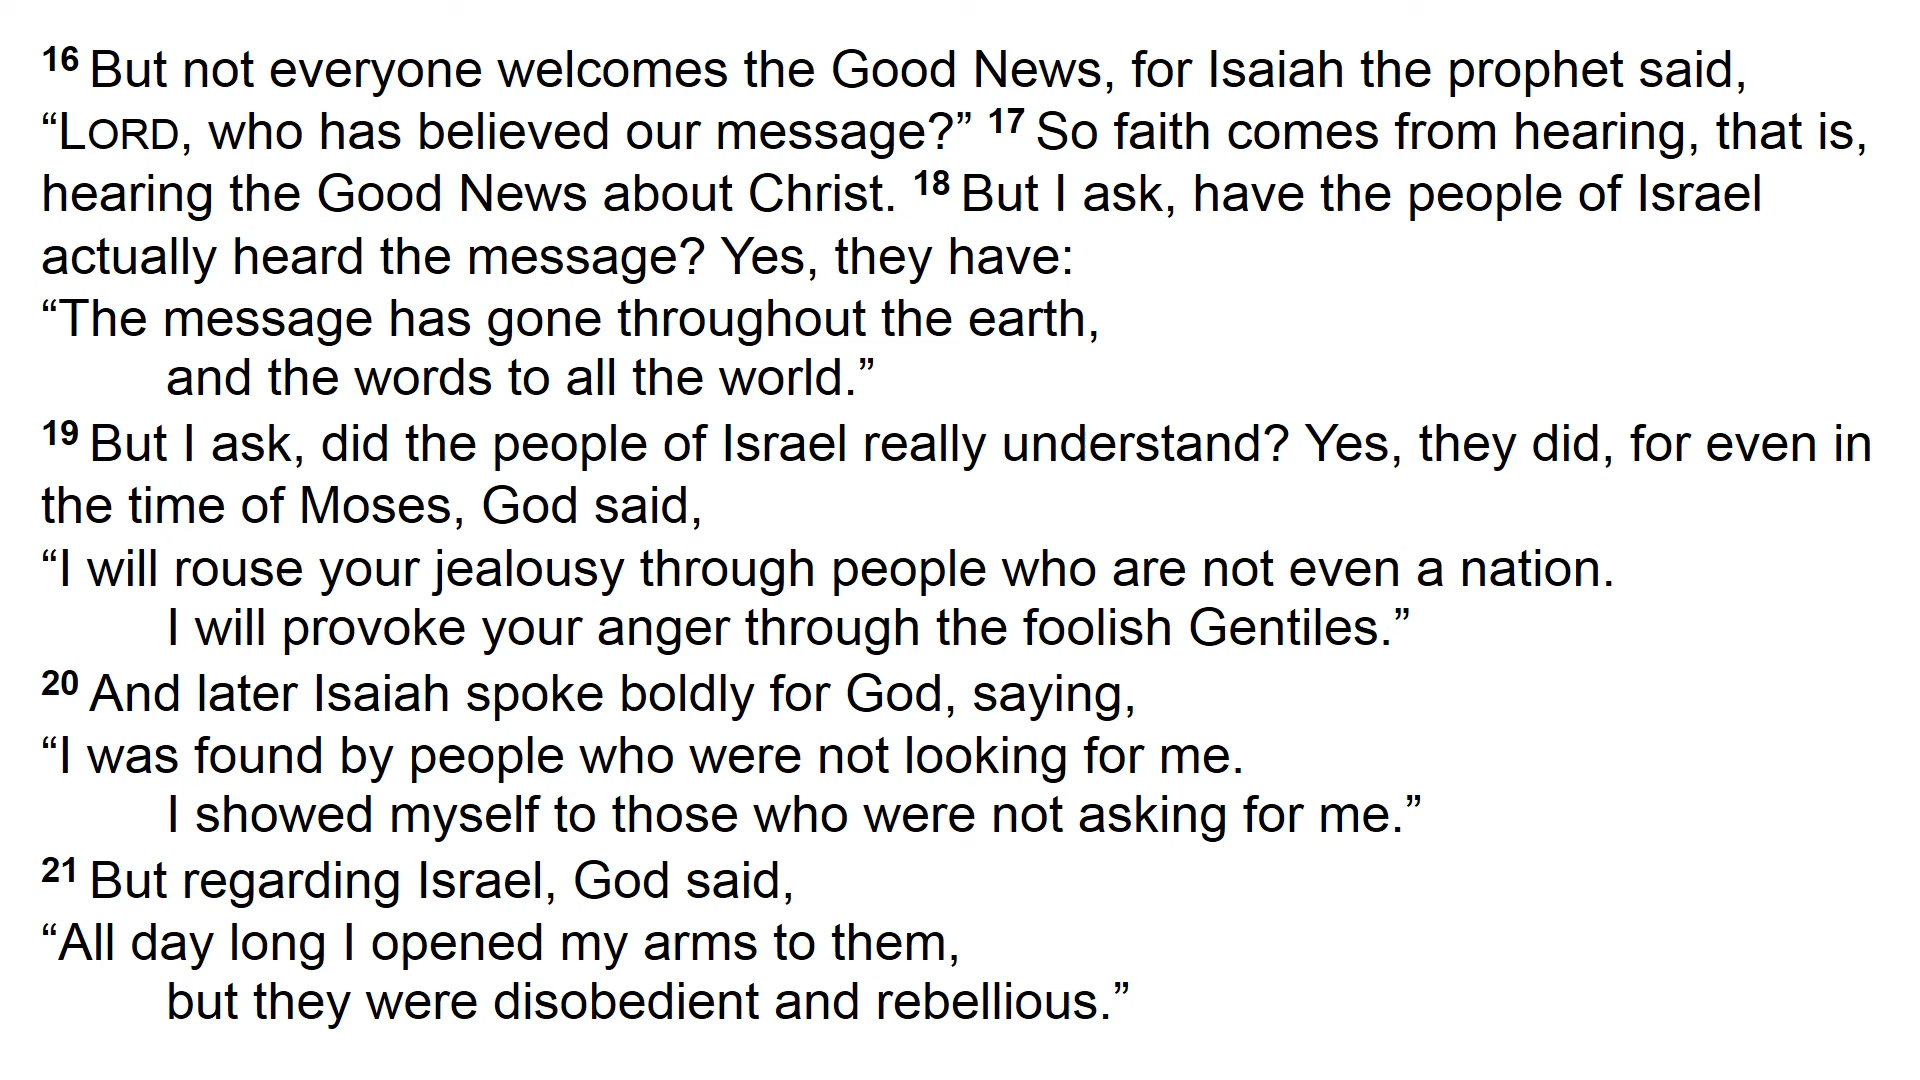 16 But not everyone welcomes the Good News, for Isaiah the prophet said,
“LORD, who has believed our message?” 17 So faith comes from hearing, that is,
hearing the Good News about Christ. 18 But I ask, have the people of Israel
actually heard the message? Yes, they have:
“The message has gone throughout the earth,
and the words to all the world.”
19 But I ask, did the people of Israel really understand? Yes, they did, for even in
the time of Moses, God said,
“I will rouse your jealousy through people who are not even a nation.
I will provoke your anger through the foolish Gentiles.”
20 And later Isaiah spoke boldly for God, saying,
“I was found by people who were not looking for me.
I showed myself to those who were not asking for me.”
21 But regarding Israel, God said,
“All day long I opened my arms to them,
but they were disobedient and rebellious.”